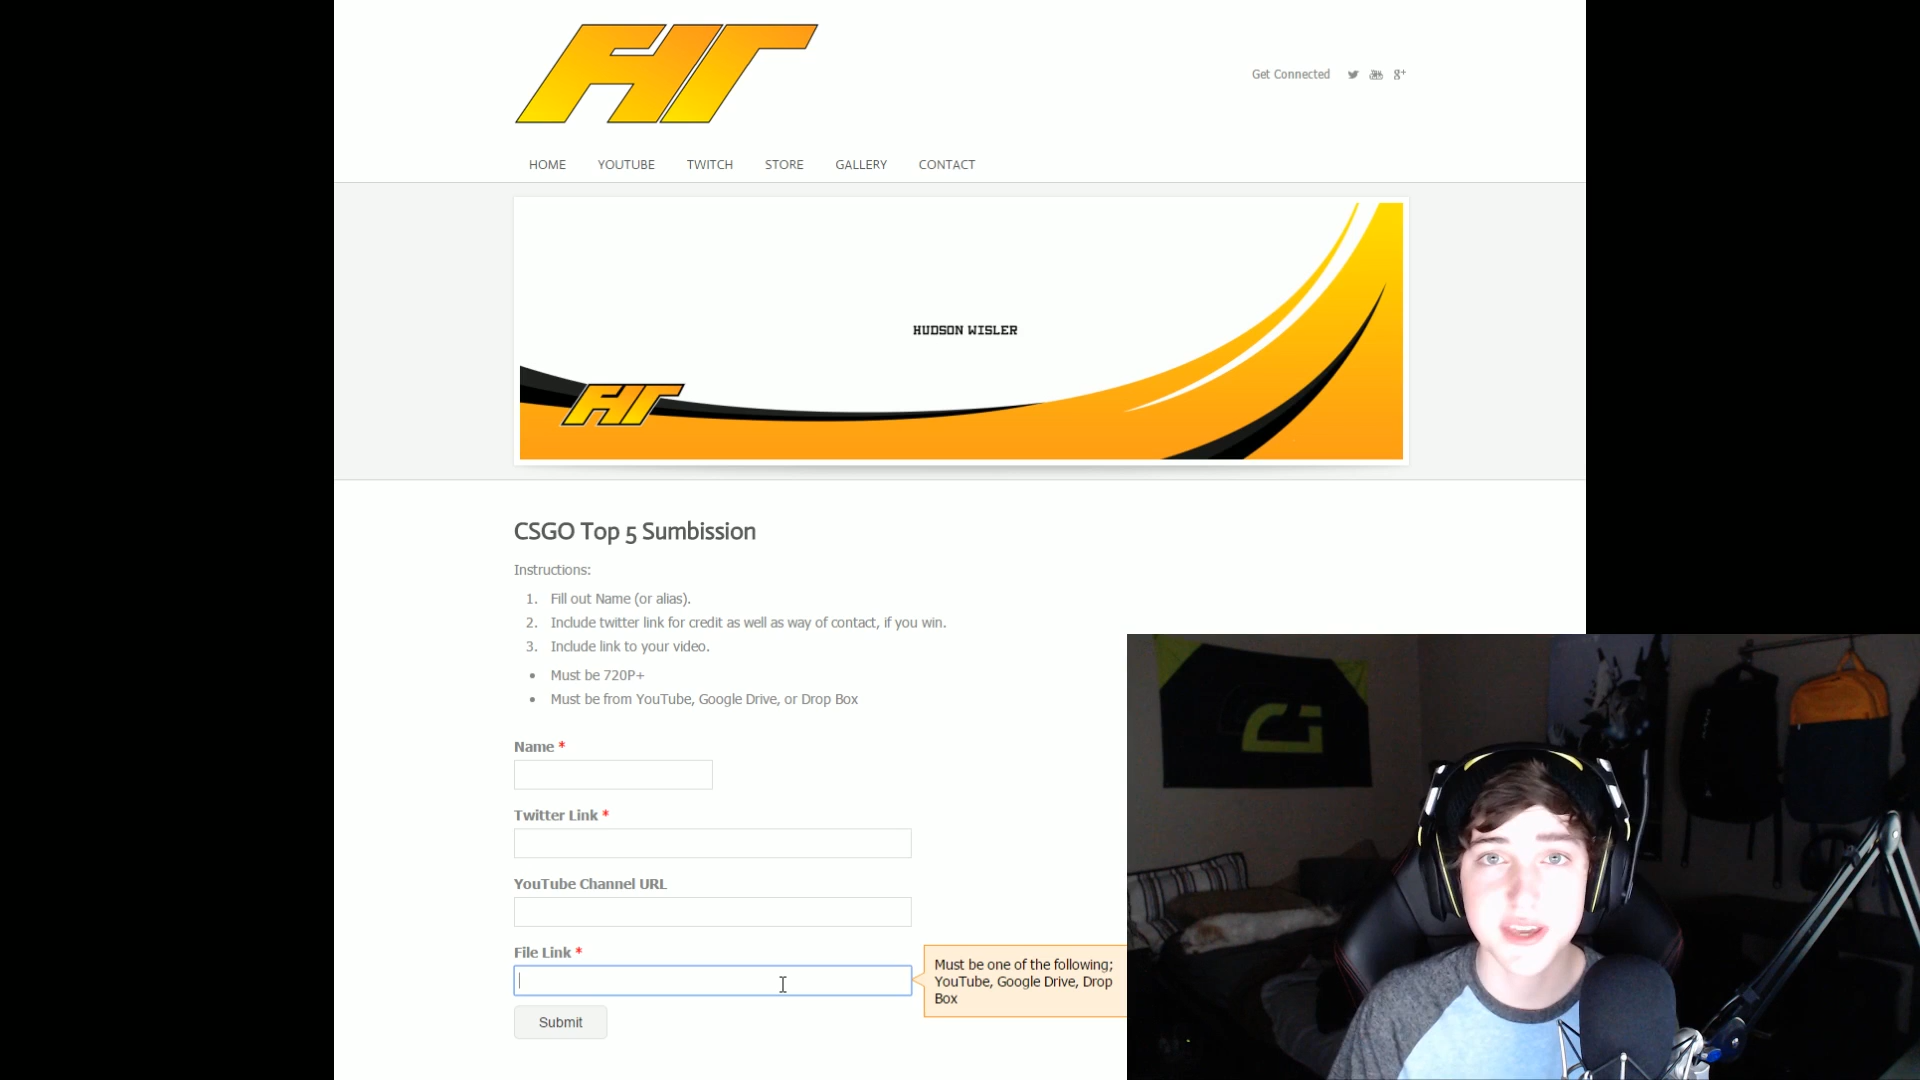 HT
Get Connected
HOME YOUTUBE TWITCH STORE GALLERY CONTACT
HUDSON WISLER
HT
CSGO Top 5 Sumbission
Instructions:
1. Fill out Name (or alias).
2. Include twitter link for credit as well as way of contact, if you win.
3. Include link to your video.
• Must be 720P+
• Must be from YouTube, Google Drive, or Drop Box
Name *
Twitter Link *
YouTube Channel URL
File Link *
Must be one of the following;
YouTube, Google Drive, Drop
Box
Submit